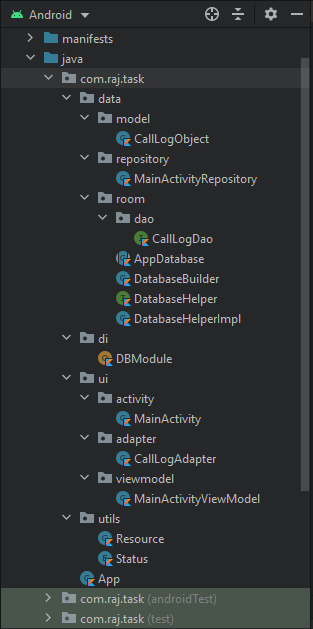 Android
manifests
java
com.raj.task
data
model
CallLogObject
repository
MainActivityRepository
room
dao
CallLogDao
AppDatabase
DatabaseBuilder
DatabaseHelper
DatabaseHelperImpl
di
DBModule
ui
activity
MainActivity
adapter
CallLogAdapter
viewmodel
MainActivityViewModel
utils
Resource
Status
App
com.raj.task (androidTest)
com.raj.task (test)